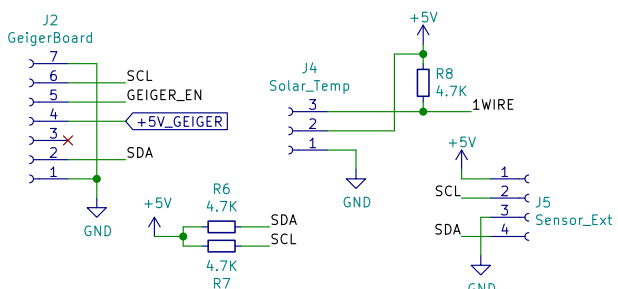 J2
GeigerBoard
7
6 SCL
5 GEIGER_EN
4 +5V_GEIGER
3
2 SDA
1
GND
+5V
R8
4.7K
J4
Solar_Temp
3 1WIRE
2
1
GND
+5V
1
SCL 2
3
SDA 4
J5
Sensor_Ext
GND
+5V
R6
4.7K
SDA
SCL
4.7K
R7